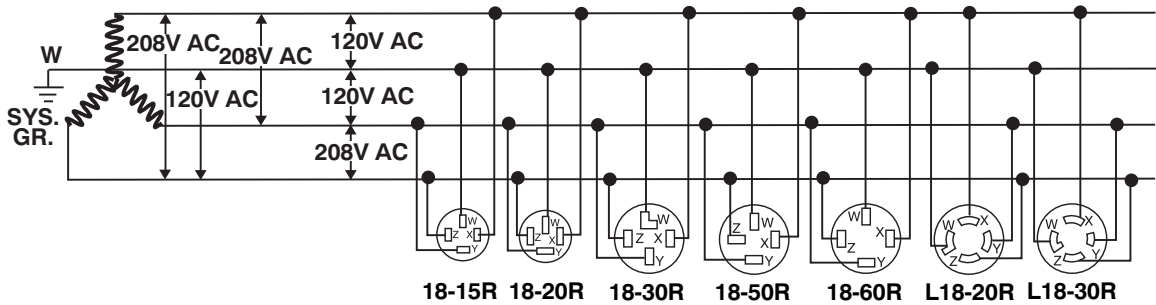 208V AC
208V AC
120V AC
W
120V AC
120V AC
SYS.
GR.
208V AC
W
Z
X
Y
W
Z
X
Y
W
Z
X
Y
W
Z
X
Y
W
Z
X
Y
W
X
Y
Z
W
X
Y
Z
18-15R 18-20R 18-30R 18-50R 18-60R L18-20R L18-30R